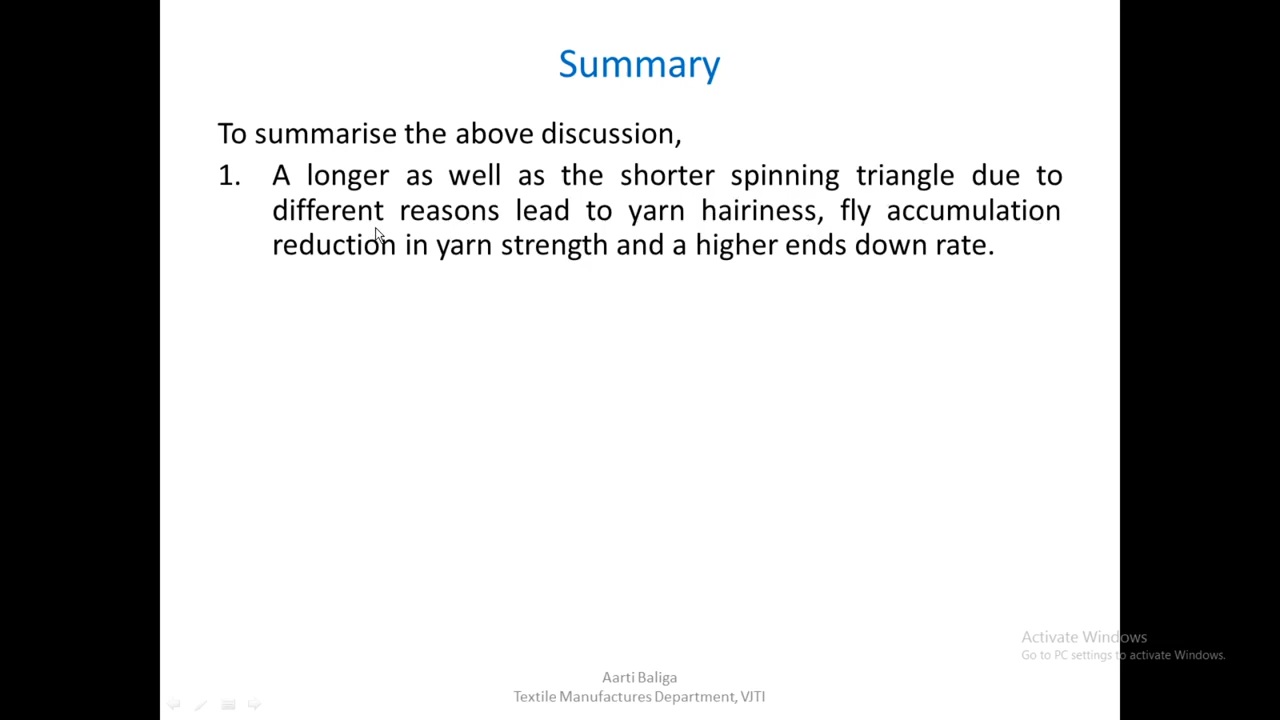 Summary
To summarise the above discussion,
1. A longer as well as the shorter spinning triangle due to
different reasons lead to yarn hairiness, fly accumulation
reduction in yarn strength and a higher ends down rate.
Activate Windows
Go to PC settings to activate Windows.
Aarti Baliga
Textile Manufactures Department, VJTI